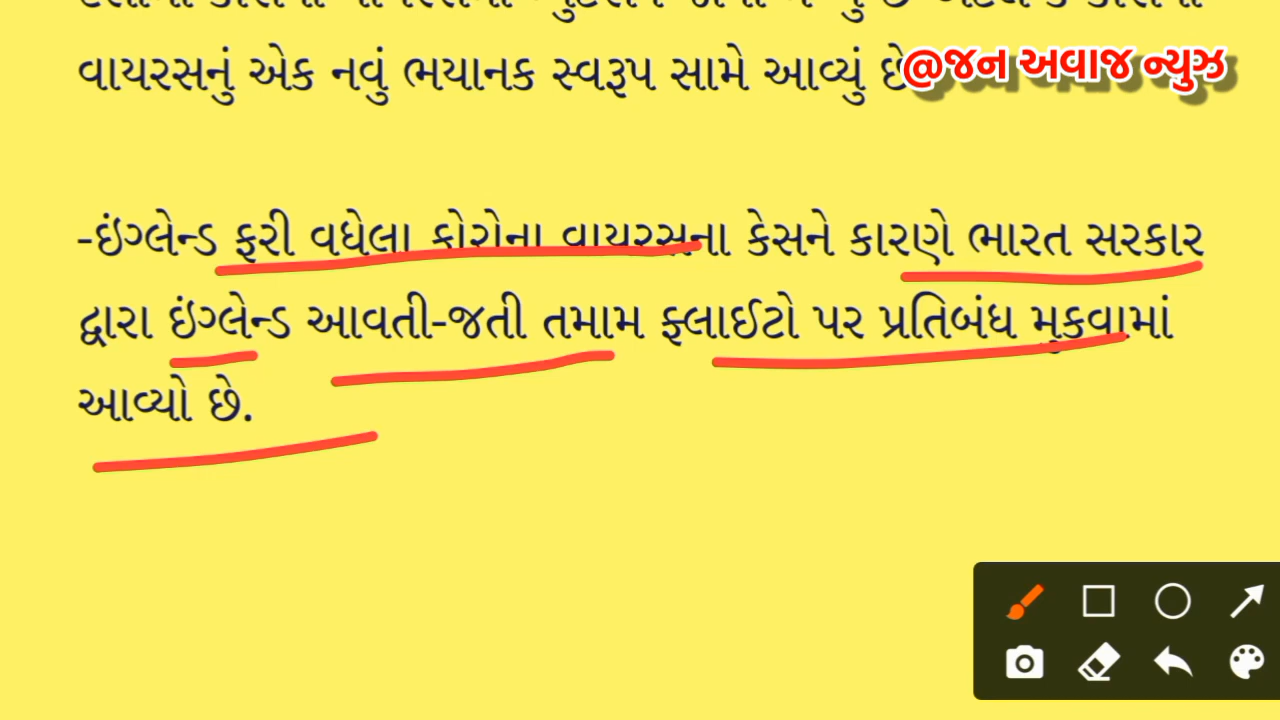 વાયરસનું એક નવું ભયાનક સ્વરૂપ સામે આવ્યું છે
@જન અવાજ ન્યુઝ
-ઇંગ્લેન્ડ ફરી વધેલા કોરોના વાયરસના કેસને કારણે ભારત સરકાર
દ્વારા ઇંગ્લેન્ડ આવતી-જતી તમામ ફ્લાઈટો પર પ્રતિબંધ મુકવામાં
આવ્યો છે.